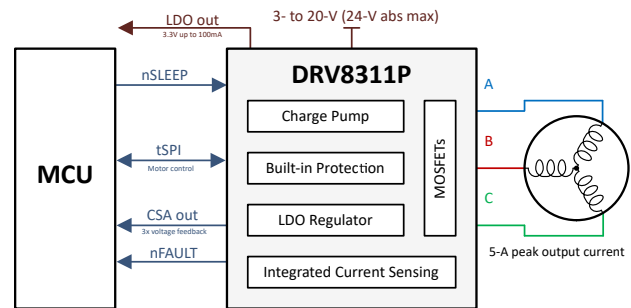 LDO out
3.3V up to 100mA
3- to 20-V (24-V abs max)
MCU
nSLEEP
tSPI
Motor control
CSA out
3x voltage feedback
nFAULT
DRV8311P
Charge Pump
Built-in Protection
LDO Regulator
Integrated Current Sensing
MOSFETs
A
B
C
5-A peak output current